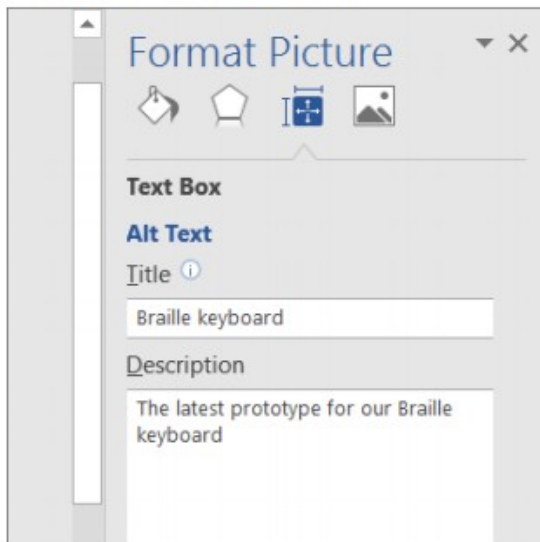 Format Picture
Text Box
Alt Text
Title
Braille keyboard
Description
The latest prototype for our Braille
keyboard